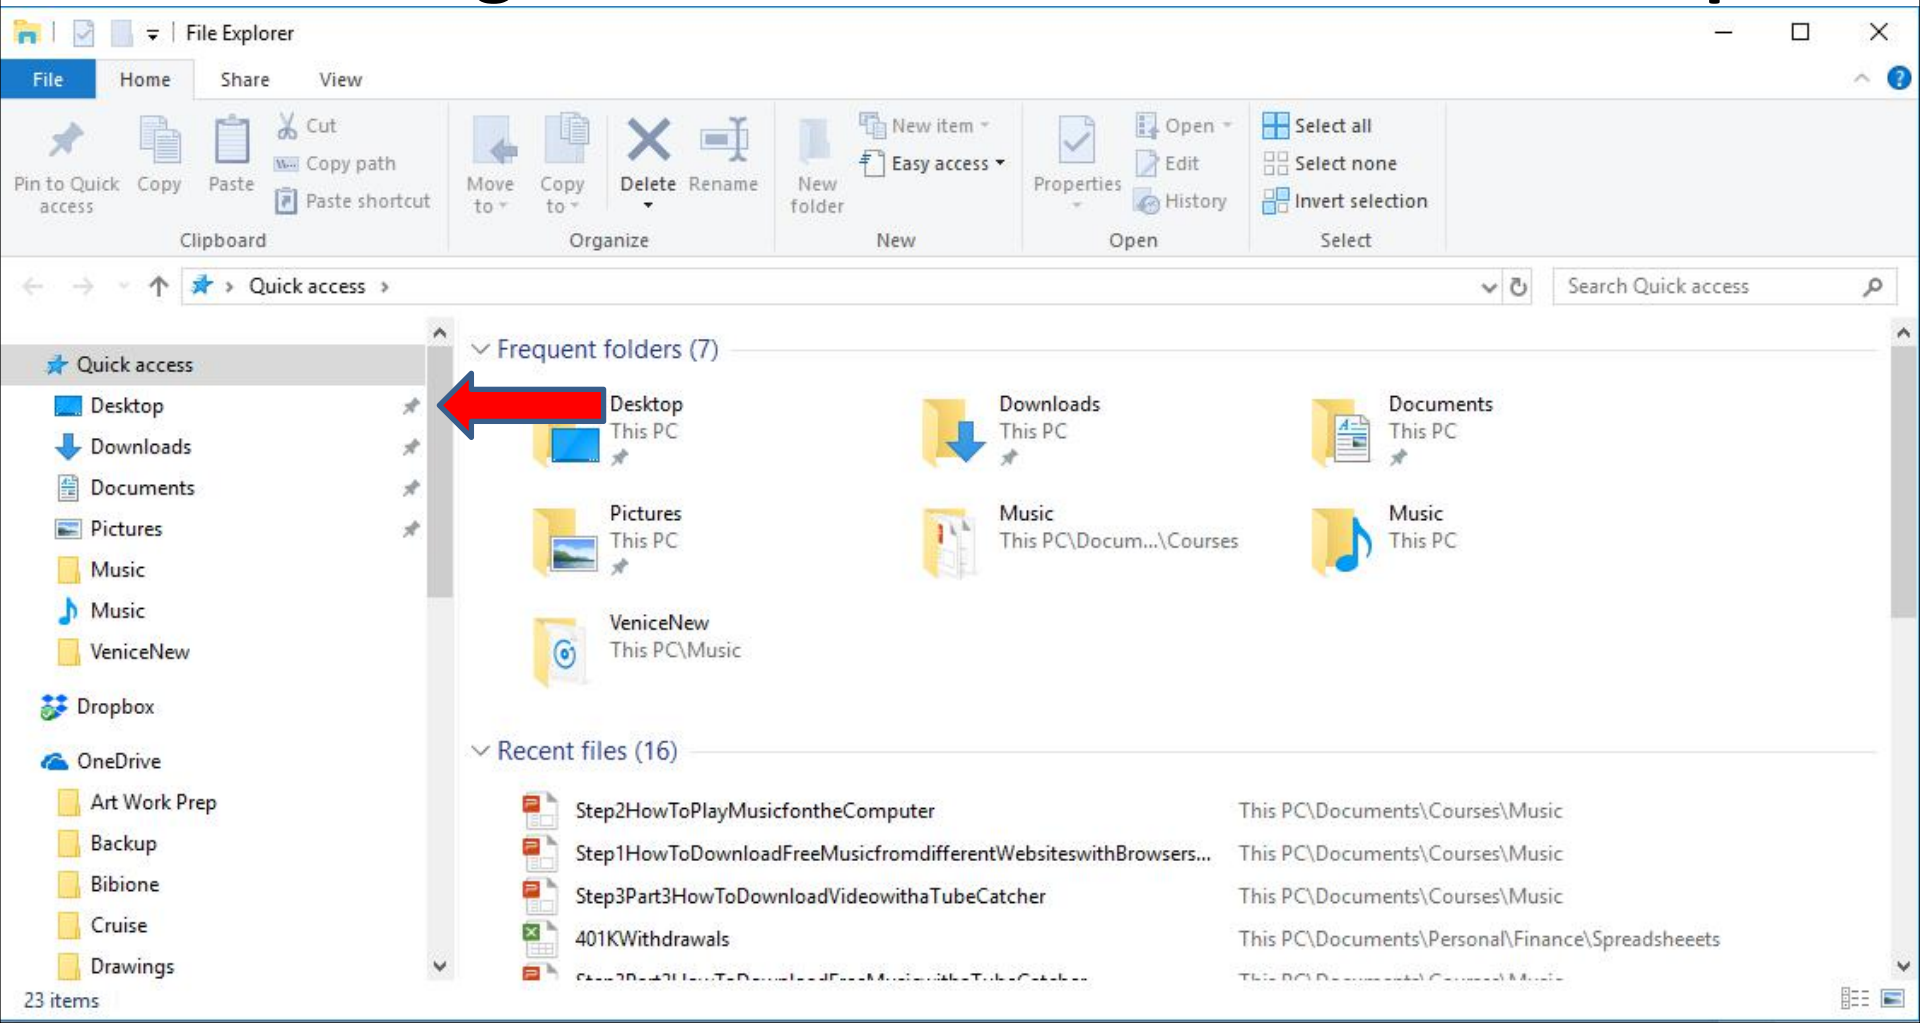 File Explorer
File Home Share View
Pin to Quick access
Copy
Paste
Cut
Copy path
Paste shortcut
Clipboard
Move to
Copy to
Delete
Rename
Organize
New folder
New item
Easy access
New
Properties
Open
Edit
History
Open
Select all
Select none
Invert selection
Select
Quick access
Search Quick access
Quick access
Desktop
Downloads
Documents
Pictures
Music
Music
VeniceNew
Dropbox
OneDrive
Art Work Prep
Backup
Bibione
Cruise
Drawings
Frequent folders (7)
Desktop
This PC
Downloads
This PC
Documents
This PC
Pictures
This PC
Music
This PC\Docum...\Courses
Music
This PC
VeniceNew
This PC\Music
Recent files (16)
Step2HowToPlayMusicfontheComputer This PC\Documents\Courses\Music
Step1HowToDownloadFreeMusicfromdifferentWebsiteswithBrowsers... This PC\Documents\Courses\Music
Step3Part3HowToDownloadVideowithaTubeCatcher This PC\Documents\Courses\Music
401KWithdrawals This PC\Documents\Personal\Finance\Spreadsheeets
23 items